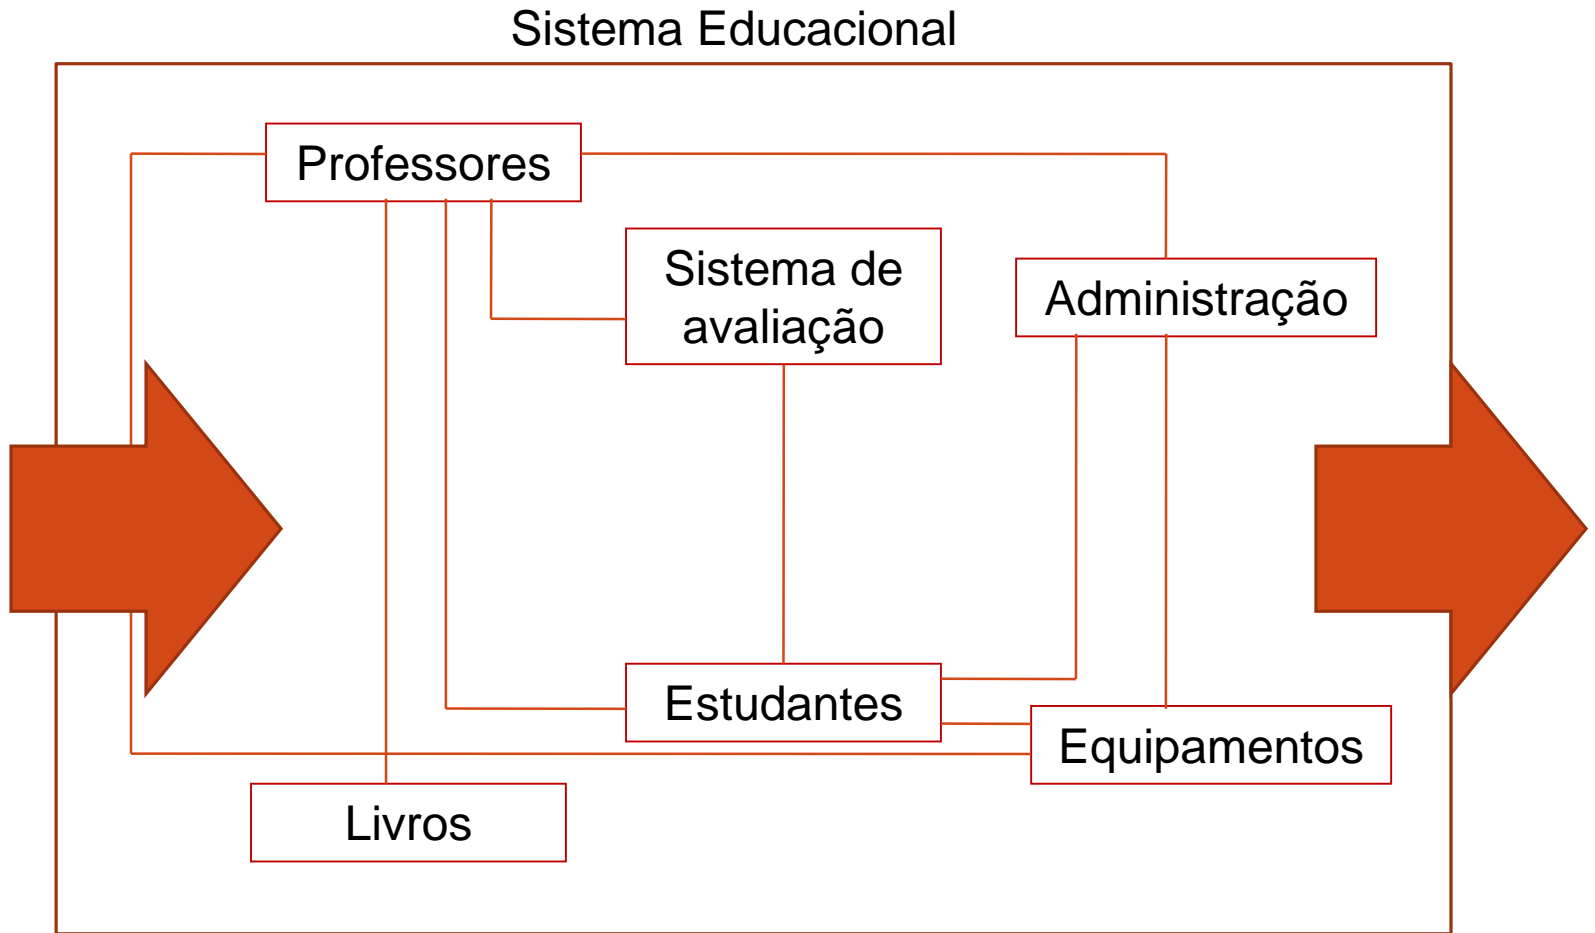 Sistema Educacional
Professores
Sistema de
avaliação
Administração
Estudantes
Equipamentos
Livros